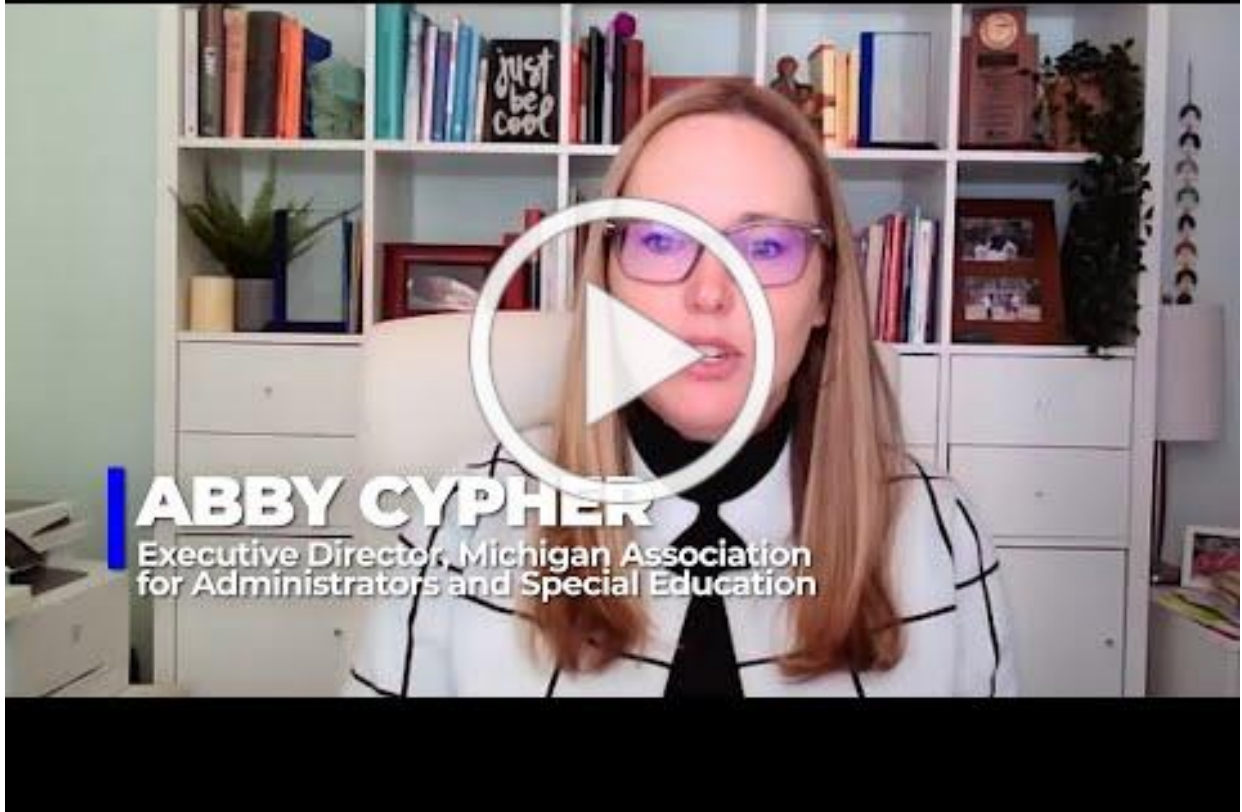 just
be
cool
ABBY CYPHER
Executive Director, Michigan Association
for Administrators and Special Education